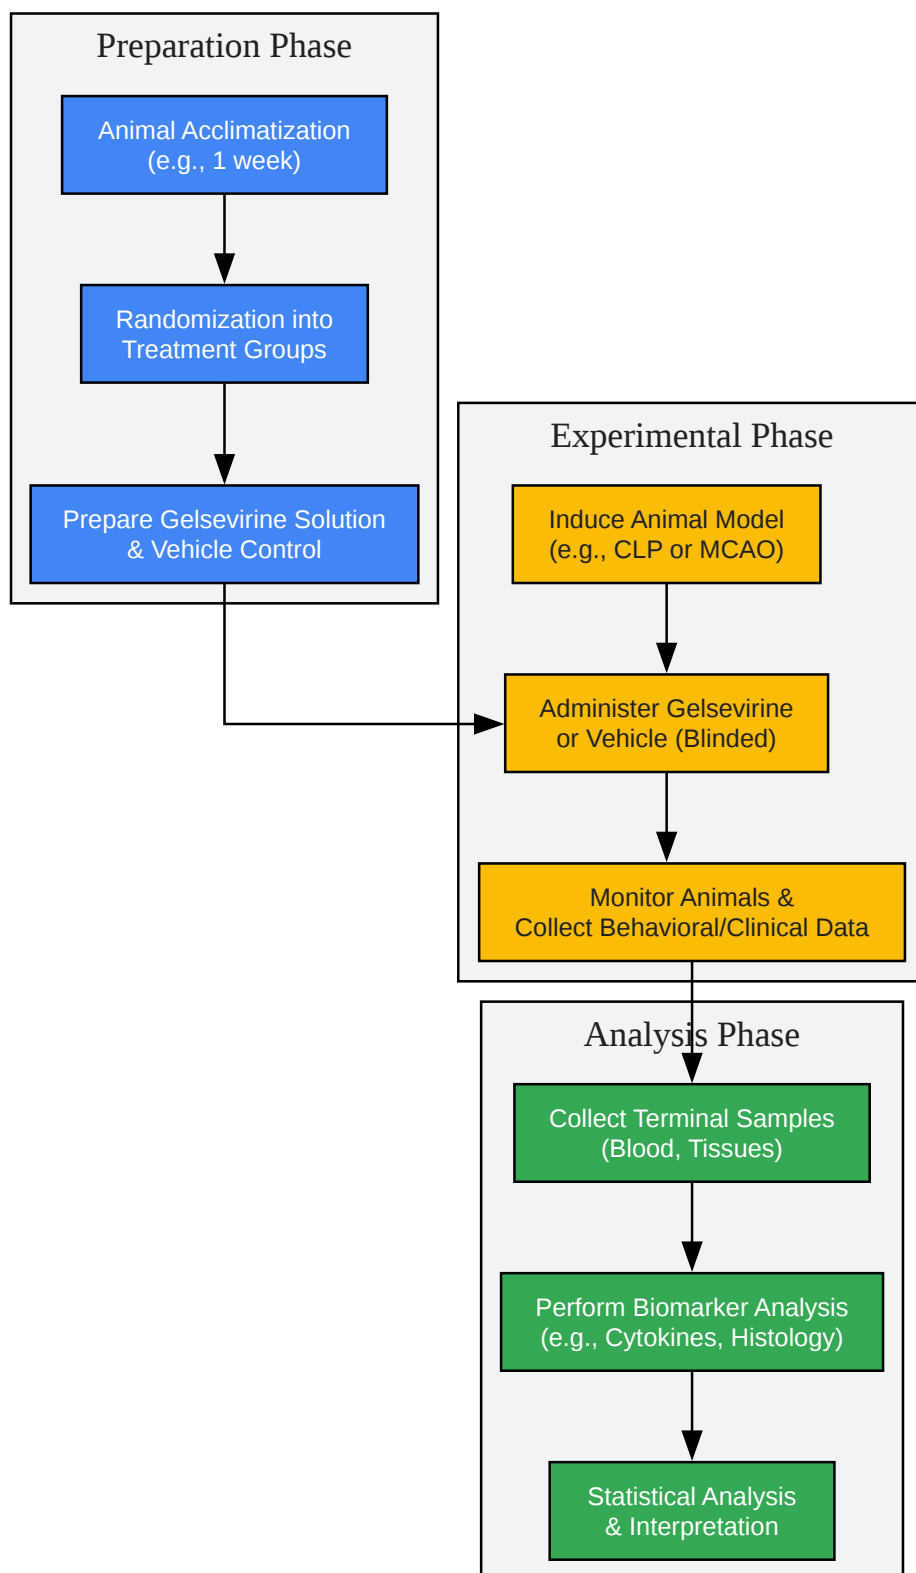 Preparation Phase
Animal Acclimatization
(e.g., 1 week)
Randomization into
Treatment Groups
Prepare Gelsevirine Solution
& Vehicle Control
Experimental Phase
Induce Animal Model
(e.g., CLP or MCAO)
Administer Gelsevirine
or Vehicle (Blinded)
Monitor Animals &
Collect Behavioral/Clinical Data
Analysis Phase
Collect Terminal Samples
(Blood, Tissues)
Perform Biomarker Analysis
(e.g., Cytokines, Histology)
Statistical Analysis
& Interpretation